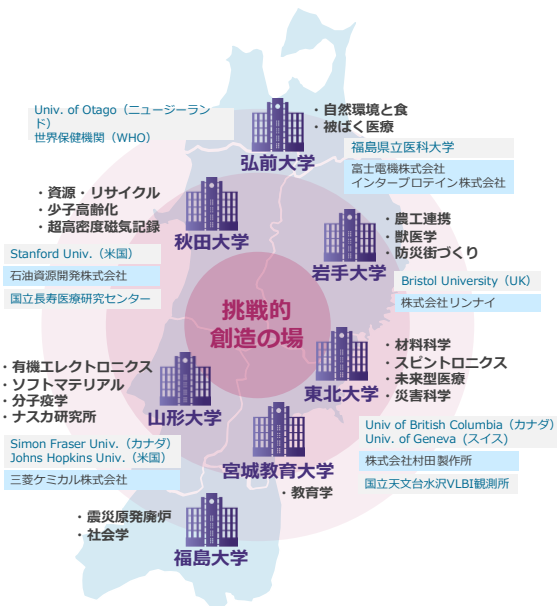 Univ. of Otago（ニュージーラン
ド）
世界保健機関（WHO）
・自然環境と食
・被ばく医療
弘前大学
福島県立医科大学
富士電機株式会社
インタープロテイン株式会社
・資源・リサイクル
・少子高齢化
・超高密度磁気記録
秋田大学
Stanford Univ.（米国）
石油資源開発株式会社
国立長寿医療研究センター
・農工連携
・獣医学
・防災街づくり
岩手大学
Bristol University（UK）
株式会社リンナイ
挑戦的
創造の場
・有機エレクトロニクス
・ソフトマテリアル
・分子疫学
・ナスカ研究所
山形大学
Simon Fraser Univ.（カナダ）
Johns Hopkins Univ.（米国）
三菱ケミカル株式会社
・材料科学
・スピントロニクス
・未来型医療
・災害科学
東北大学
Univ of British Columbia（カナダ）
Univ. of Geneva（スイス）
株式会社村田製作所
国立天文台水沢VLBI観測所
宮城教育大学
・教育学
・震災原発廃炉
・社会学
福島大学